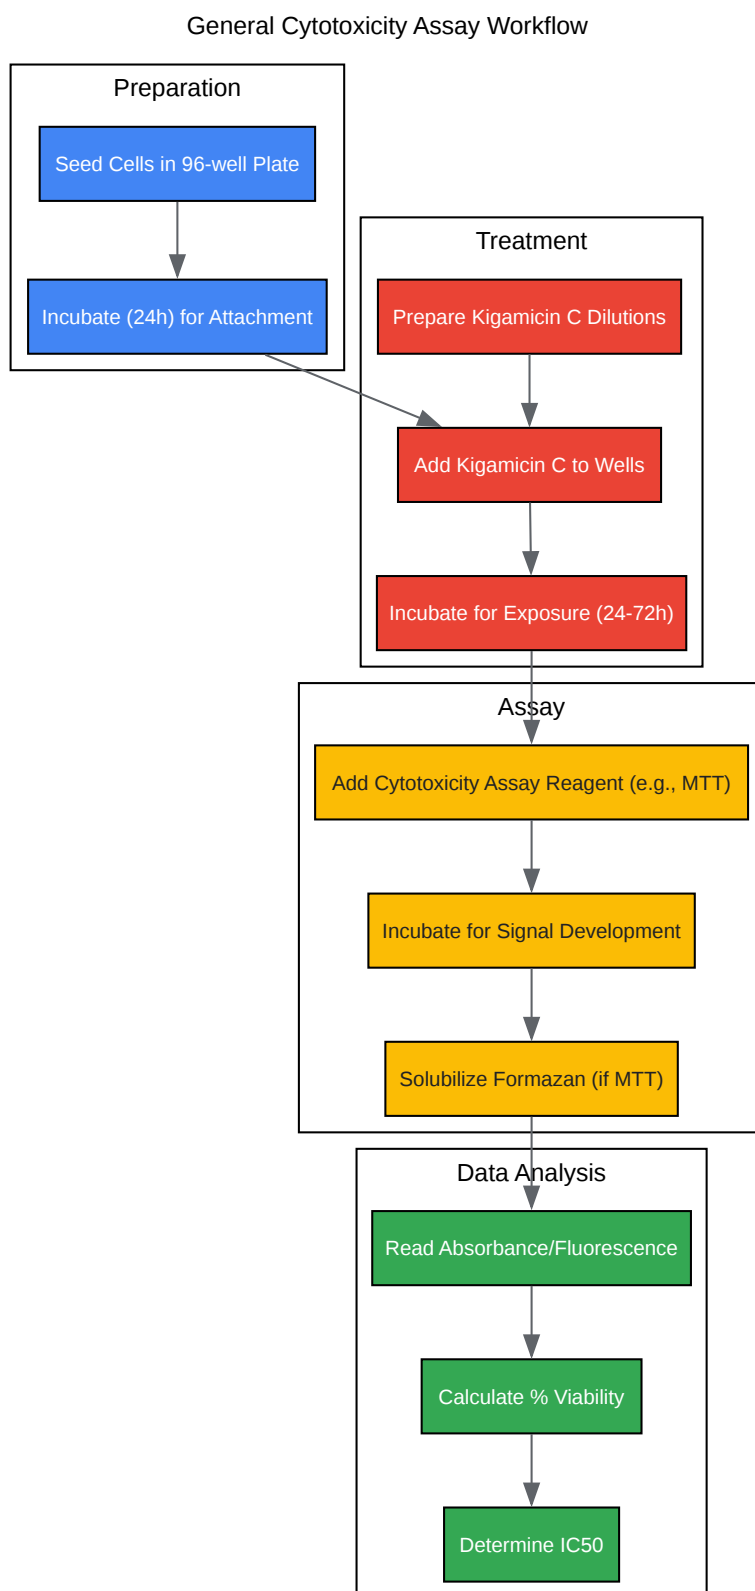 General Cytotoxicity Assay Workflow
Preparation
Seed Cells in 96-well Plate
Incubate (24h) for Attachment
Treatment
Prepare Kigamicin C Dilutions
Add Kigamicin C to Wells
Incubate for Exposure (24-72h)
Assay
Add Cytotoxicity Assay Reagent (e.g., MTT)
Incubate for Signal Development
Solubilize Formazan (if MTT)
Data Analysis
Read Absorbance/Fluorescence
Calculate % Viability
Determine IC50